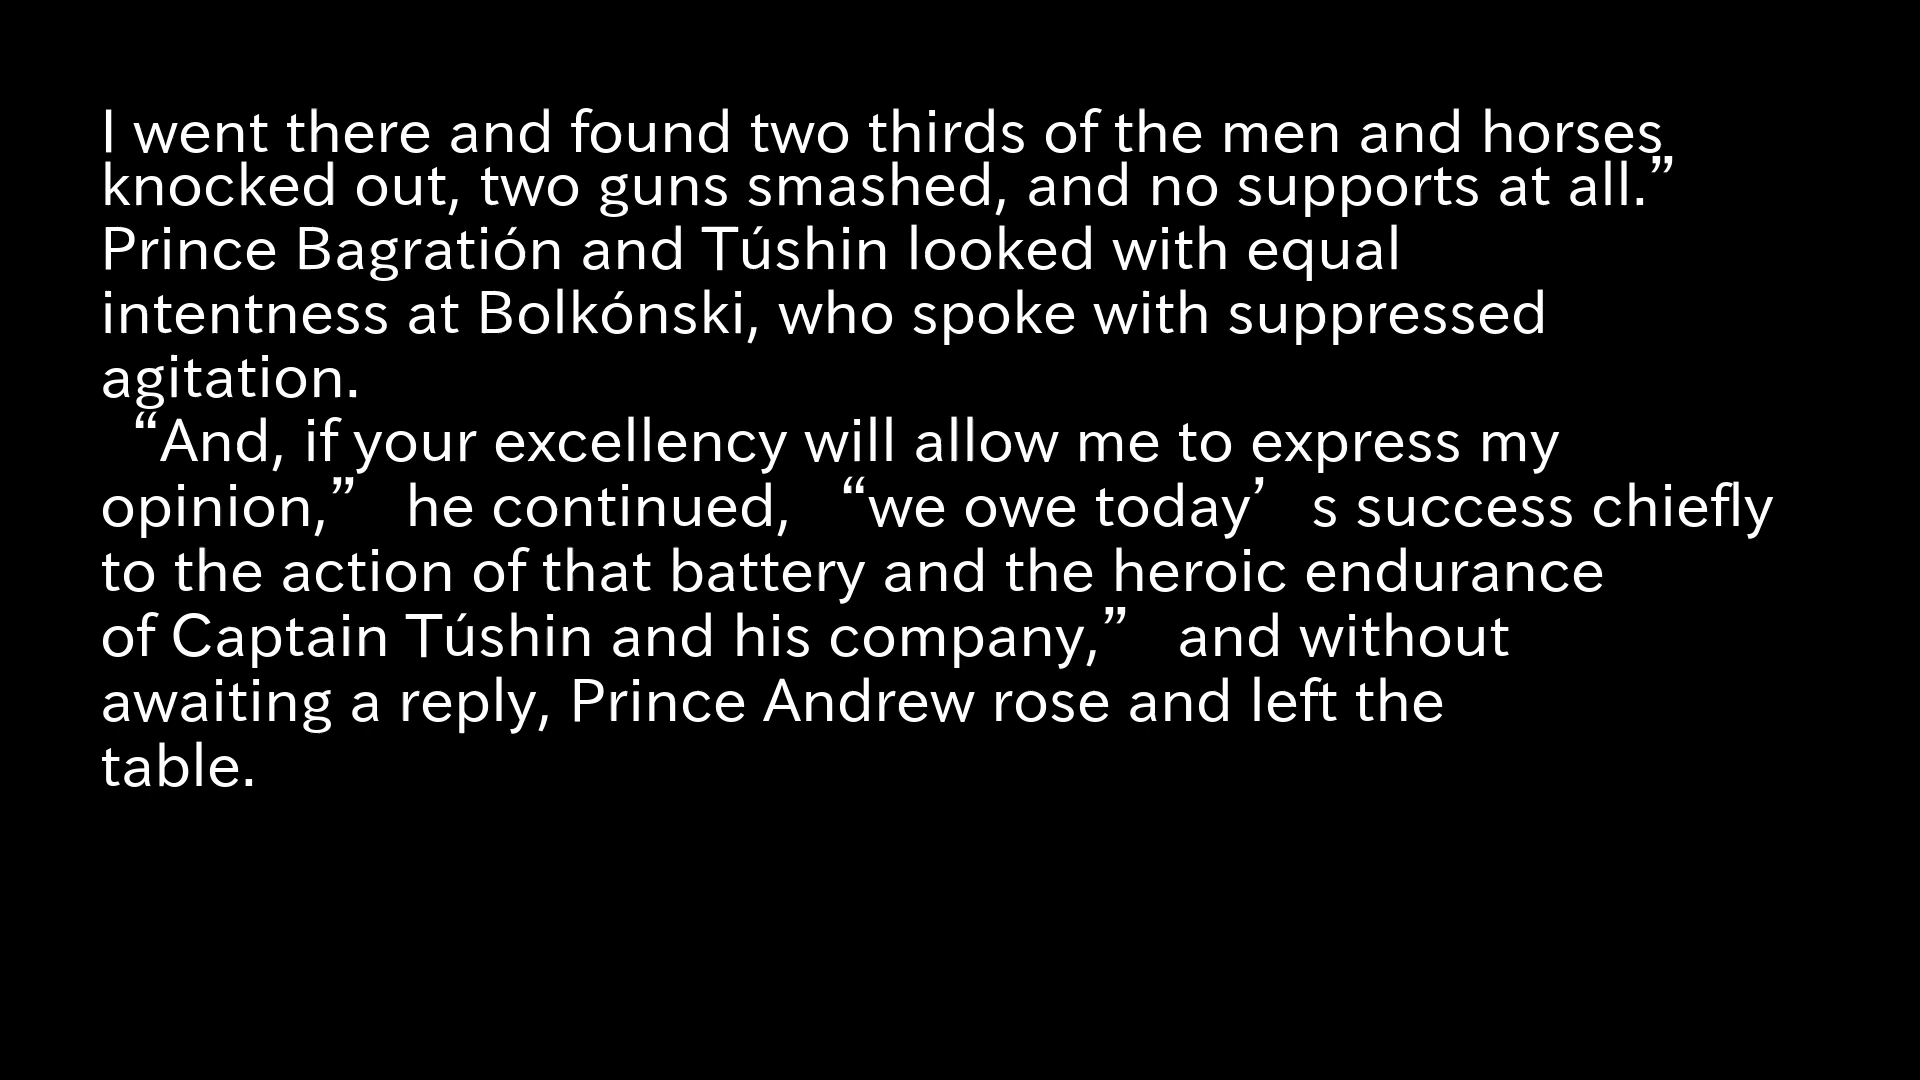 I went there and found two thirds of the men and horses
knocked out, two guns smashed, and no supports at all.”
Prince Bagratión and Túshin looked with equal
intentness at Bolkónski, who spoke with suppressed
agitation.
“And, if your excellency will allow me to express my
opinion,” he continued, “we owe today’s success chiefly
to the action of that battery and the heroic endurance
of Captain Túshin and his company,” and without
awaiting a reply, Prince Andrew rose and left the
table.